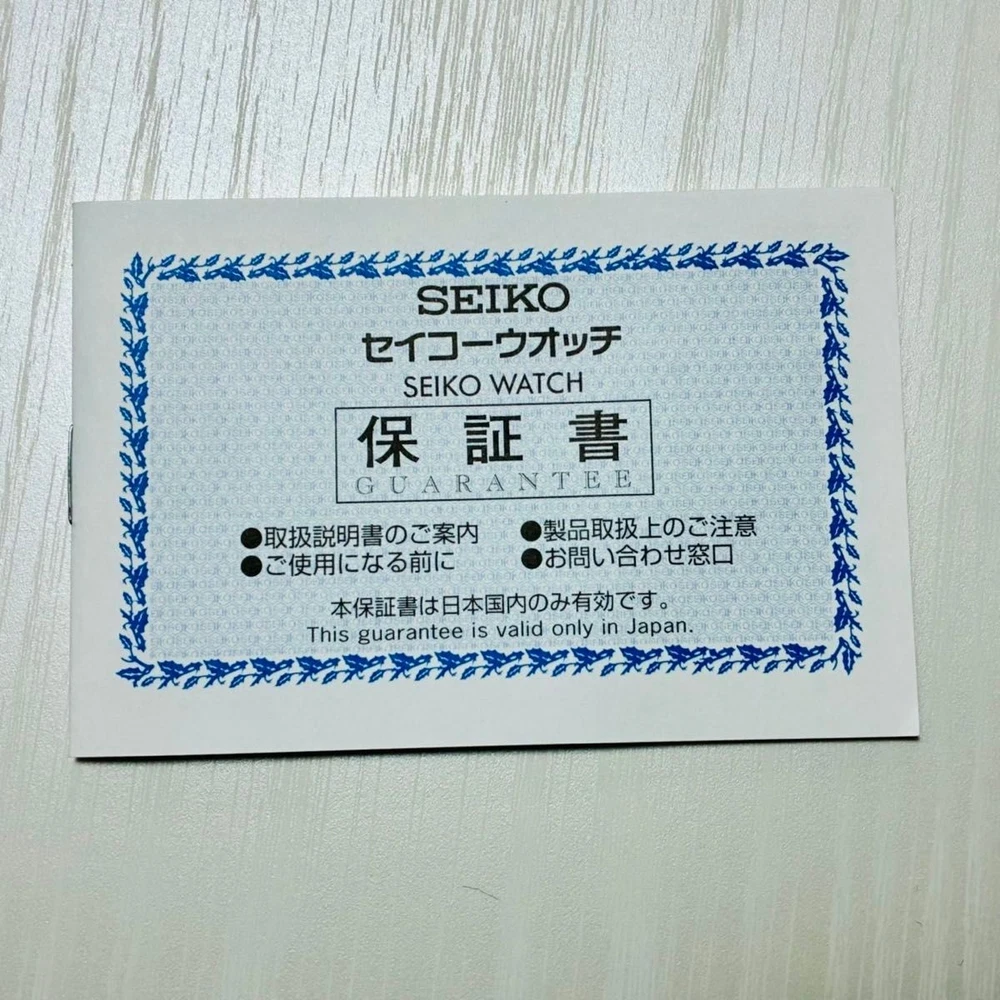 SEIKO
セイコーウオッチ
SEIKO WATCH
保証書
GUARANTEE
●取扱説明書のご案内 ●製品取扱上のご注意
●ご使用になる前に ●お問い合わせ窓口
本保証書は日本国内のみ有効です。
This guarantee is valid only in Japan.